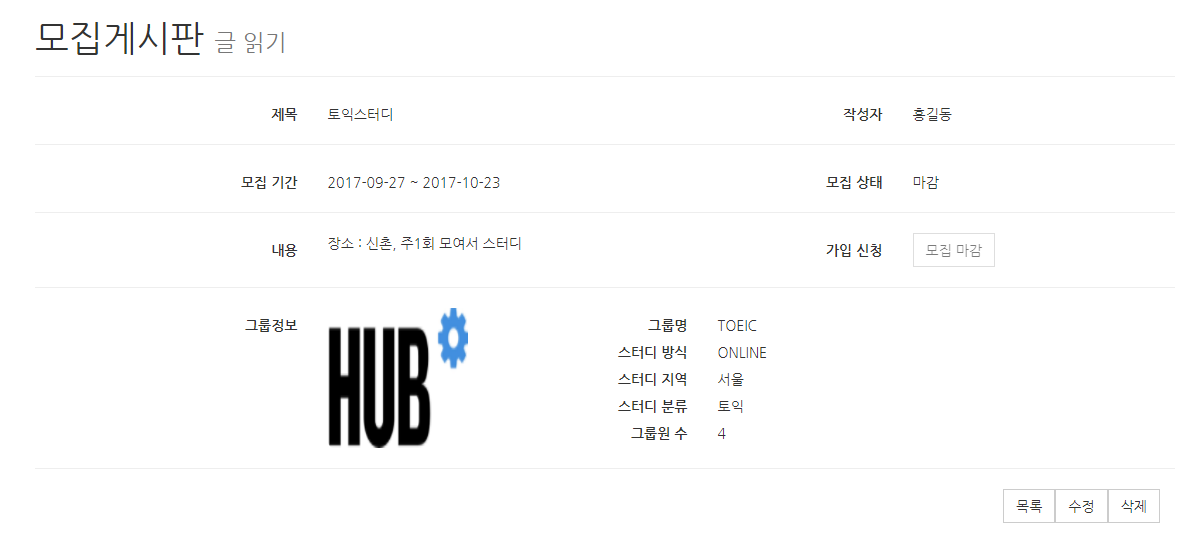 모집게시판 글 읽기
제목 토익스터디 작성자 홍길동
모집 기간 2017-09-27 ~ 2017-10-23 모집 상태 마감
내용 장소 : 신촌, 주1회 모여서 스터디 가입 신청 모집 마감
그룹정보 HUB 그룹명 TOEIC
스터디 방식 ONLINE
스터디 지역 서울
스터디 분류 토익
그룹원 수 4
목록 수정 삭제